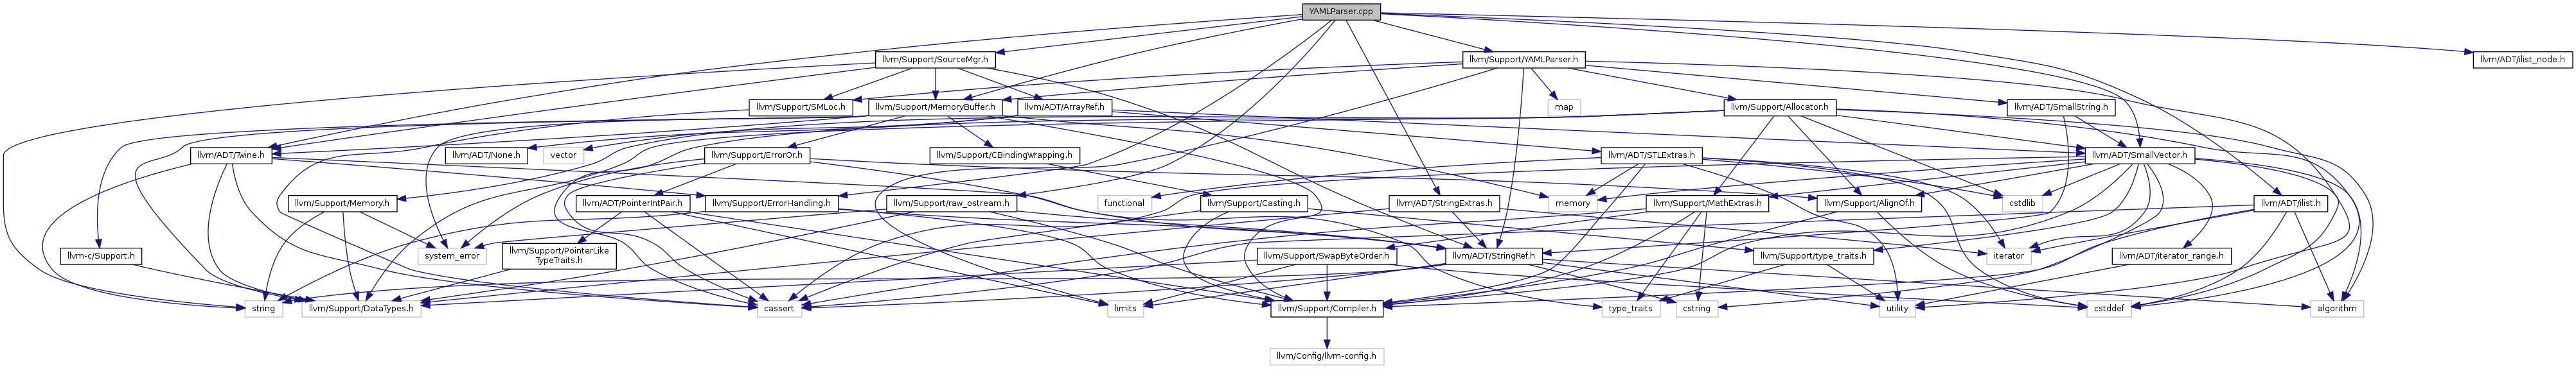 YAMLParser.cpp
llvm/Support/SourceMgr.h
llvm/Support/YAMLParser.h
llvm/ADT/ilist_node.h
llvm/Support/SMLoc.h
llvm/Support/MemoryBuffer.h
llvm/ADT/ArrayRef.h
map
llvm/Support/Allocator.h
llvm/ADT/SmallString.h
llvm/ADT/Twine.h
llvm/ADT/None.h
vector
llvm/Support/ErrorOr.h
llvm/Support/CBindingWrapping.h
llvm/ADT/STLExtras.h
llvm/ADT/SmallVector.h
llvm/Support/Memory.h
llvm/ADT/PointerIntPair.h
llvm/Support/ErrorHandling.h
llvm/Support/raw_ostream.h
functional
llvm/Support/Casting.h
llvm/ADT/StringExtras.h
memory
llvm/Support/MathExtras.h
llvm/Support/AlignOf.h
cstdlib
llvm/ADT/ilist.h
llvm-c/Support.h
system_error
llvm/Support/PointerLike
TypeTraits.h
llvm/Support/SwapByteOrder.h
llvm/ADT/StringRef.h
llvm/Support/type_traits.h
iterator
llvm/ADT/iterator_range.h
string
llvm/Support/DataTypes.h
cassert
limits
llvm/Support/Compiler.h
type_traits
cstring
utility
cstddef
algorithm
llvm/Config/llvm-config.h